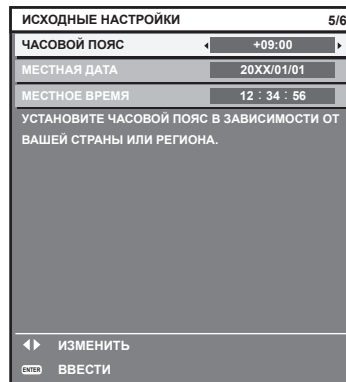 ИСХОДНЫЕ НАСТРОЙКИ 5/6
ЧАСОВОЙ ПОЯС +09:00
МЕСТНАЯ ДАТА 20XX/01/01
МЕСТНОЕ ВРЕМЯ 12 : 34 : 56
УСТАНОВИТЕ ЧАСОВОЙ ПОЯС В ЗАВИСИМОСТИ ОТ
ВАШЕЙ СТРАНЫ ИЛИ РЕГИОНА.
ИЗМЕНИТЬ
ENTER ВВЕСТИ